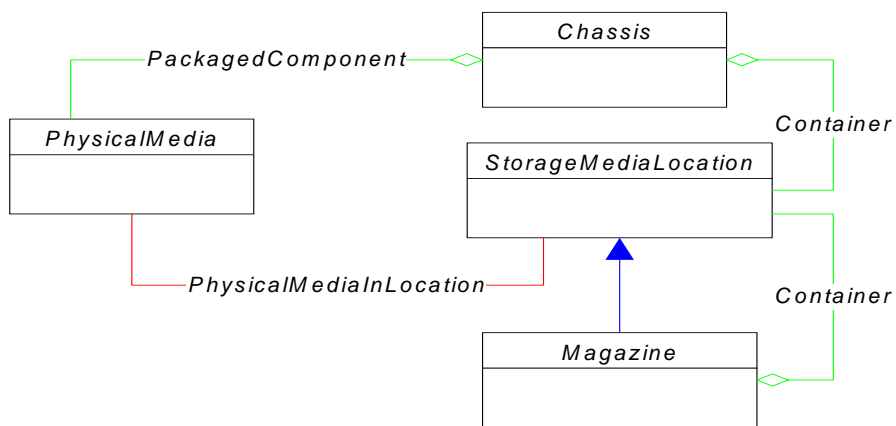 Chassis
PackagedComponent
Container
PhysicalMedia
StorageMediaLocation
PhysicalMediaInLocation
Container
Magazine